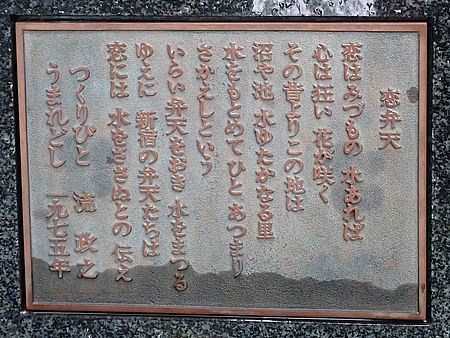 恋弁天
恋はみづもの 水あれば
心は狂い 花が咲く
その昔よりこの地は
沼や池 水ゆたかなる里
水をもとめてひと あつまり
さかえしという
いらい弁天をおき 水をまつる
ゆえに 新宿の弁天たちは
恋には 水をささぬとの 伝え
つくりびと 流 政之
うまれどし 一九七五年